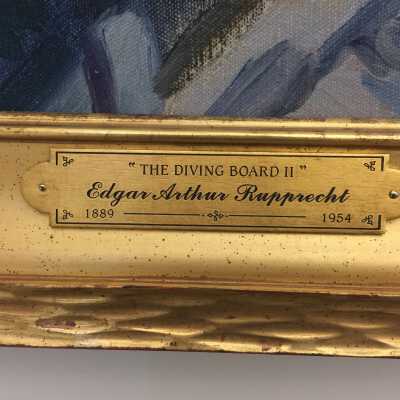 " THE DIVING BOARD II "
Edgar Arthur Rupprecht
1889 1954